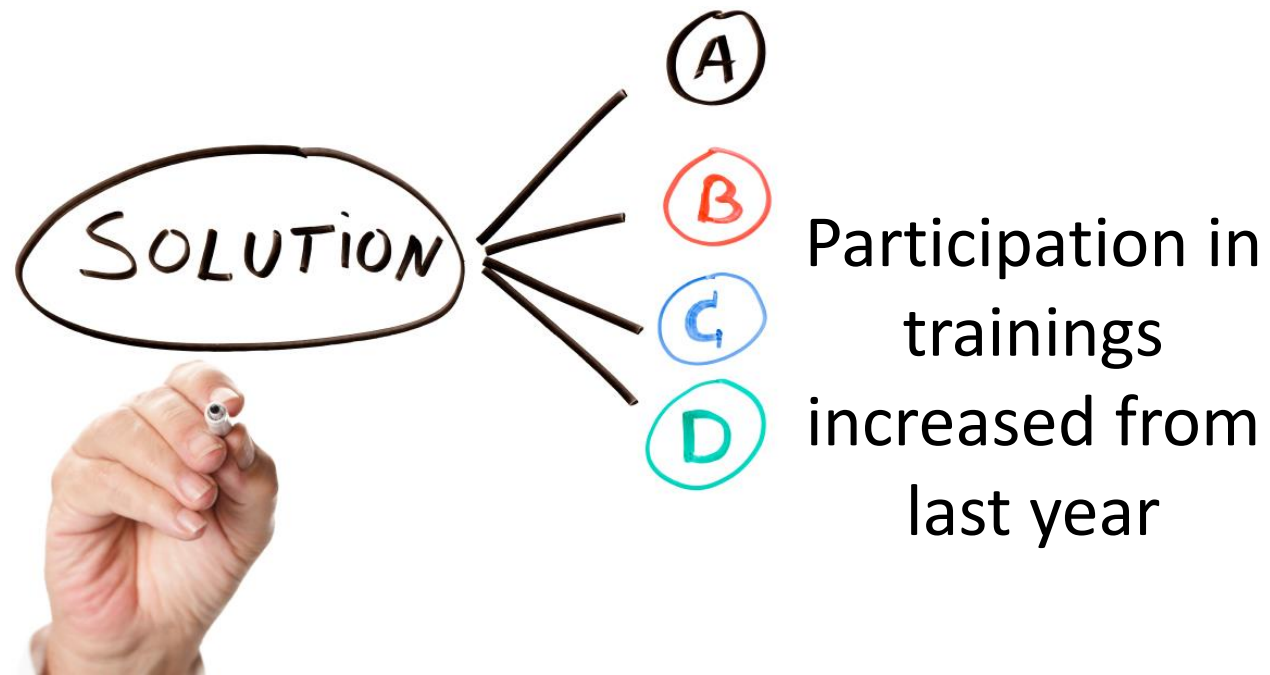 SOLUTION
A
B
C
D
Participation in
trainings
increased from
last year